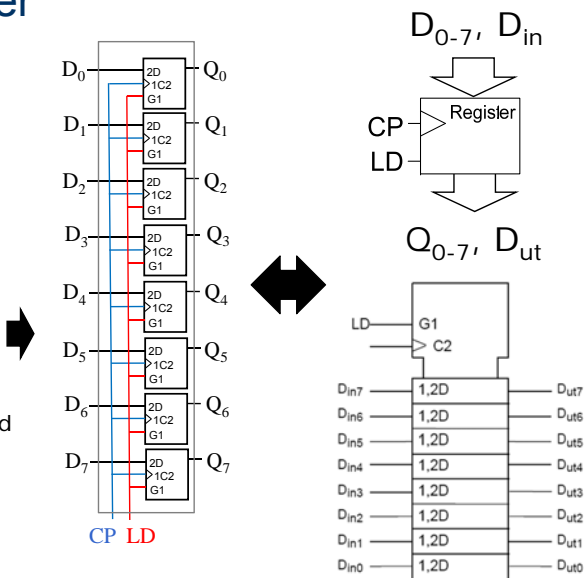 er
D0 2D Q0
1C2
G1
D1 2D Q1
1C2
G1
D2 2D Q2
1C2
G1
D3 2D Q3
1C2
G1
D4 2D Q4
1C2
G1
D5 2D Q5
1C2
G1
D6 2D Q6
1C2
G1
D7 2D Q7
1C2
G1
CP LD
d
D0-7, Din
Register
CP
LD
Q0-7, Dut
LD G1
C2
Din7 1,2D Dut7
Din6 1,2D Dut6
Din5 1,2D Dut5
Din4 1,2D Dut4
Din3 1,2D Dut3
Din2 1,2D Dut2
Din1 1,2D Dut1
Din0 1,2D Dut0